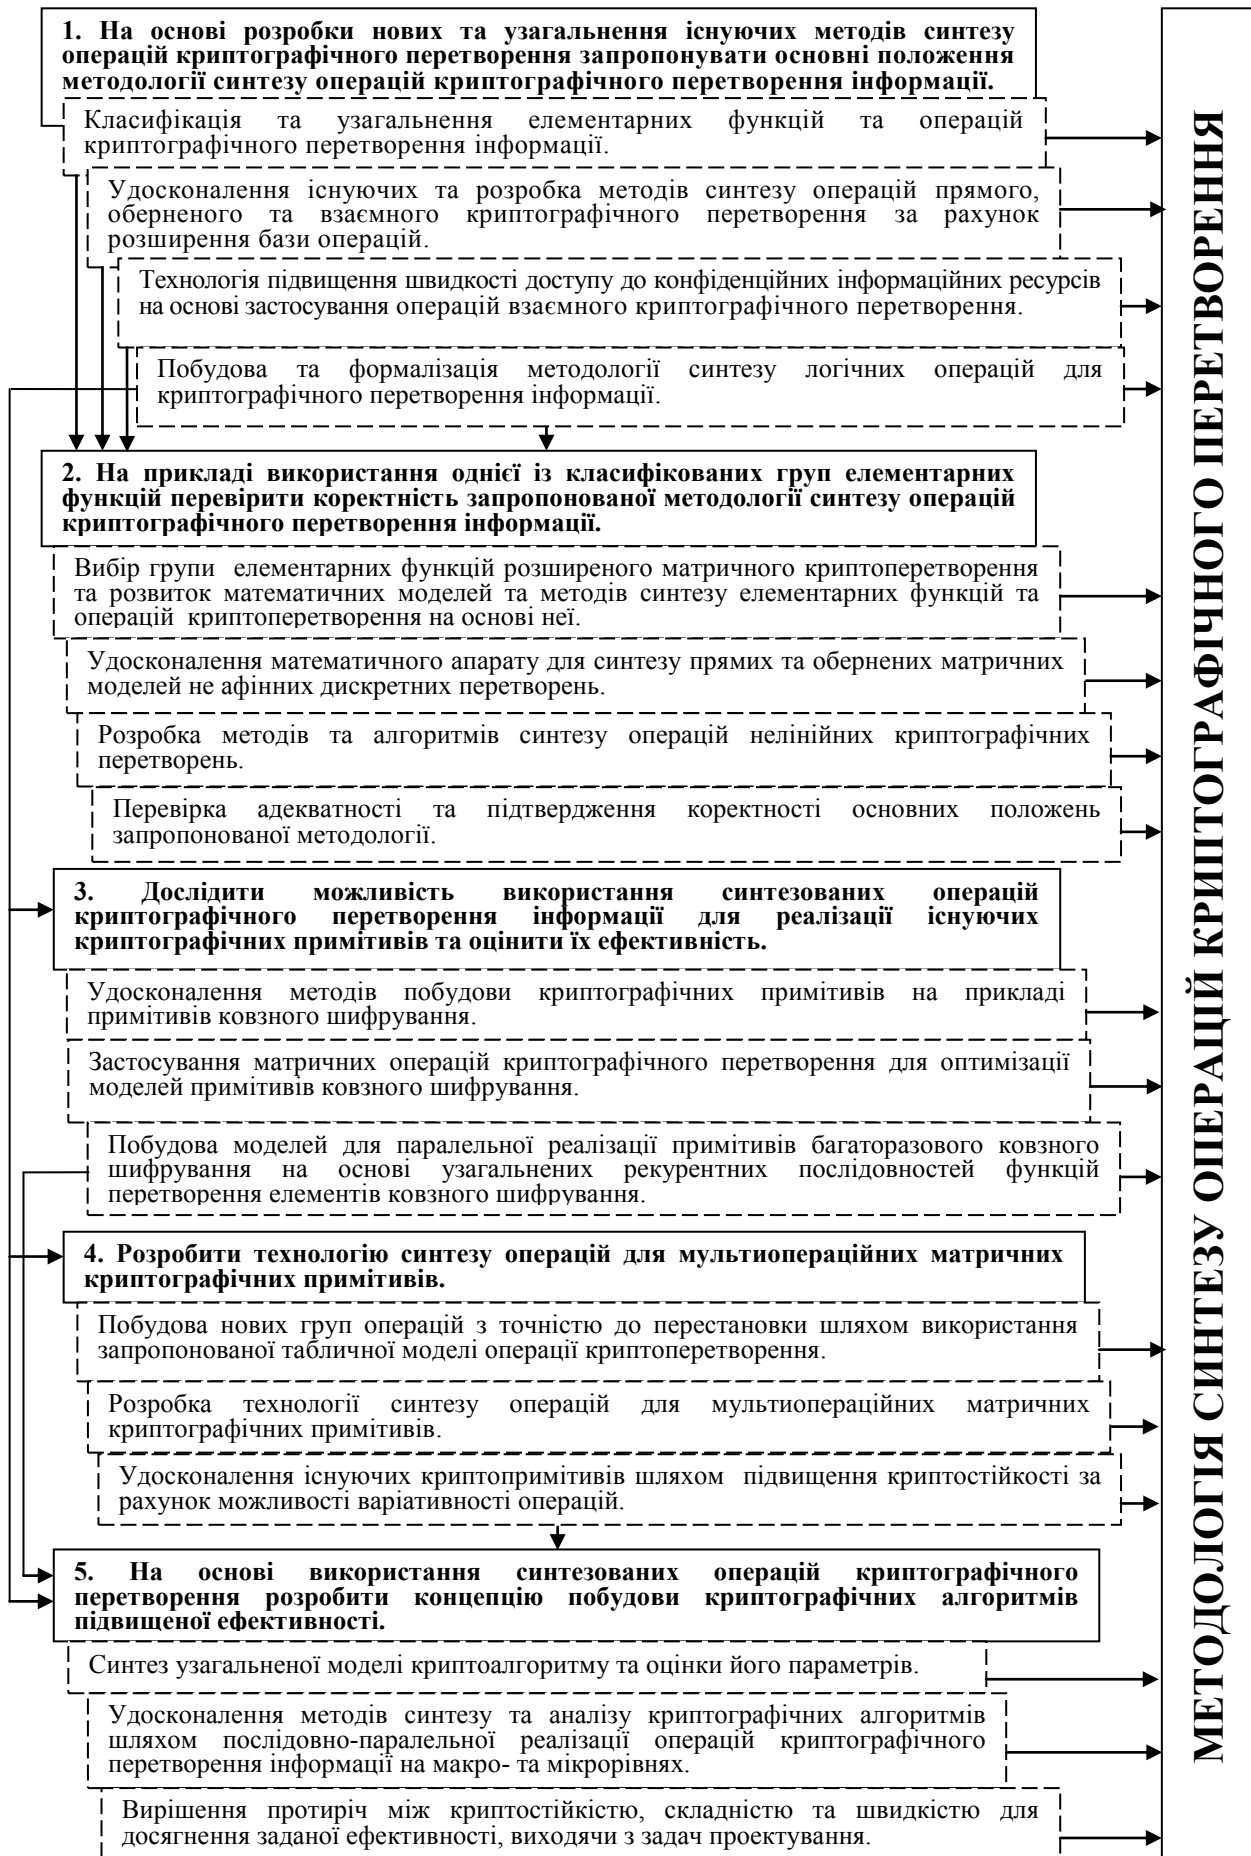 1. На основі розробки нових та узагальнення існуючих методів синтезу
операцій криптографічного перетворення запропонувати основні положення
методології синтезу операцій криптографічного перетворення інформації.
Класифікація та узагальнення елементарних функцій та операцій
криптографічного перетворення інформації.
Удосконалення існуючих та розробка методів синтезу операцій прямого,
оберненого та взаємного криптографічного перетворення за рахунок
розширення бази операцій.
Технологія підвищення швидкості доступу до конфіденційних інформаційних ресурсів
на основі застосування операцій взаємного криптографічного перетворення.
Побудова та формалізація методології синтезу логічних операцій для
криптографічного перетворення інформації.
2. На прикладі використання однієї із класифікованих груп елементарних
функцій перевірити коректність запропонованої методології синтезу операцій
криптографічного перетворення інформації.
Вибір групи елементарних функцій розширеного матричного криптоперетворення
та розвиток математичних моделей та методів синтезу елементарних функцій та
операцій криптоперетворення на основі неї.
Удосконалення математичного апарату для синтезу прямих та обернених матричних
моделей не афінних дискретних перетворень.
Розробка методів та алгоритмів синтезу операцій нелінійних криптографічних
перетворень.
Перевірка адекватності та підтвердження коректності основних положень
запропонованої методології.
3. Дослідити можливість використання синтезованих операцій
криптографічного перетворення інформації для реалізації існуючих
криптографічних примітивів та оцінити їх ефективність.
Удосконалення методів побудови криптографічних примітивів на прикладі
примітивів ковзного шифрування.
Застосування матричних операцій криптографічного перетворення для оптимізації
моделей примітивів ковзного шифрування.
Побудова моделей для паралельної реалізації примітивів багаторазового ковзного
шифрування на основі узагальнених рекурентних послідовностей функцій
перетворення елементів ковзного шифрування.
4. Розробити технологію синтезу операцій для мультиопераційних матричних
криптографічних примітивів.
Побудова нових груп операцій з точністю до перестановки шляхом використання
запропонованої табличної моделі операції криптоперетворення.
Розробка технології синтезу операцій для мультиопераційних матричних
криптографічних примітивів.
Удосконалення існуючих криптопримітивів шляхом підвищення криптостійкості за
рахунок можливості варіативності операцій.
5. На основі використання синтезованих операцій криптографічного
перетворення розробити концепцію побудови криптографічних алгоритмів
підвищеної ефективності.
Синтез узагальненої моделі криптоалгоритму та оцінки його параметрів.
Удосконалення методів синтезу та аналізу криптографічних алгоритмів
шляхом послідовно-паралельної реалізації операцій криптографічного
перетворення інформації на макро- та мікрорівнях.
Вирішення протиріч між криптостійкістю, складністю та швидкістю для
досягнення заданої ефективності, виходячи з задач проектування.
МЕТОДОЛОГІЯ СИНТЕЗУ ОПЕРАЦІЙ КРИПТОГРАФІЧНОГО ПЕРЕТВОРЕННЯ